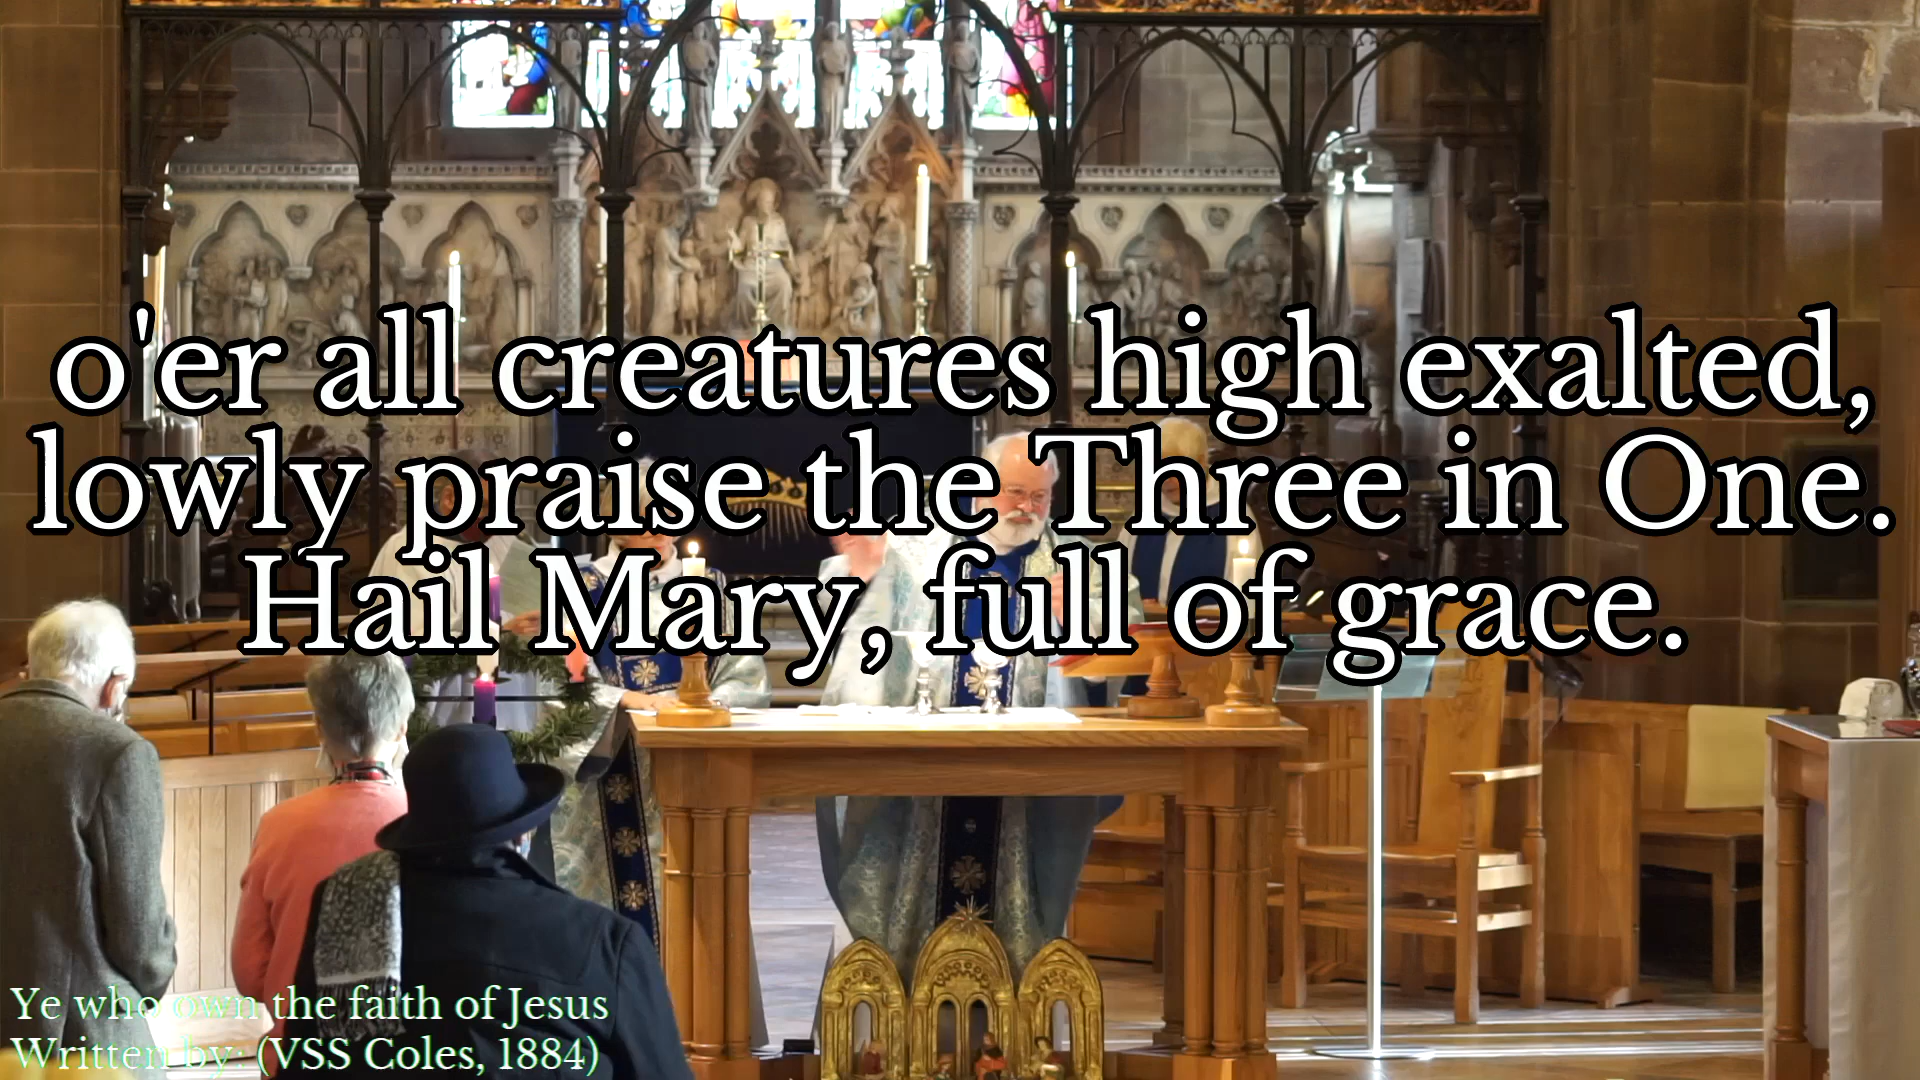 o'er all creatures high exalted,
lowly praise the Three in One.
Hail Mary, full of grace.
Ye who own the faith of Jesus
Written by: (VSS Coles, 1884)